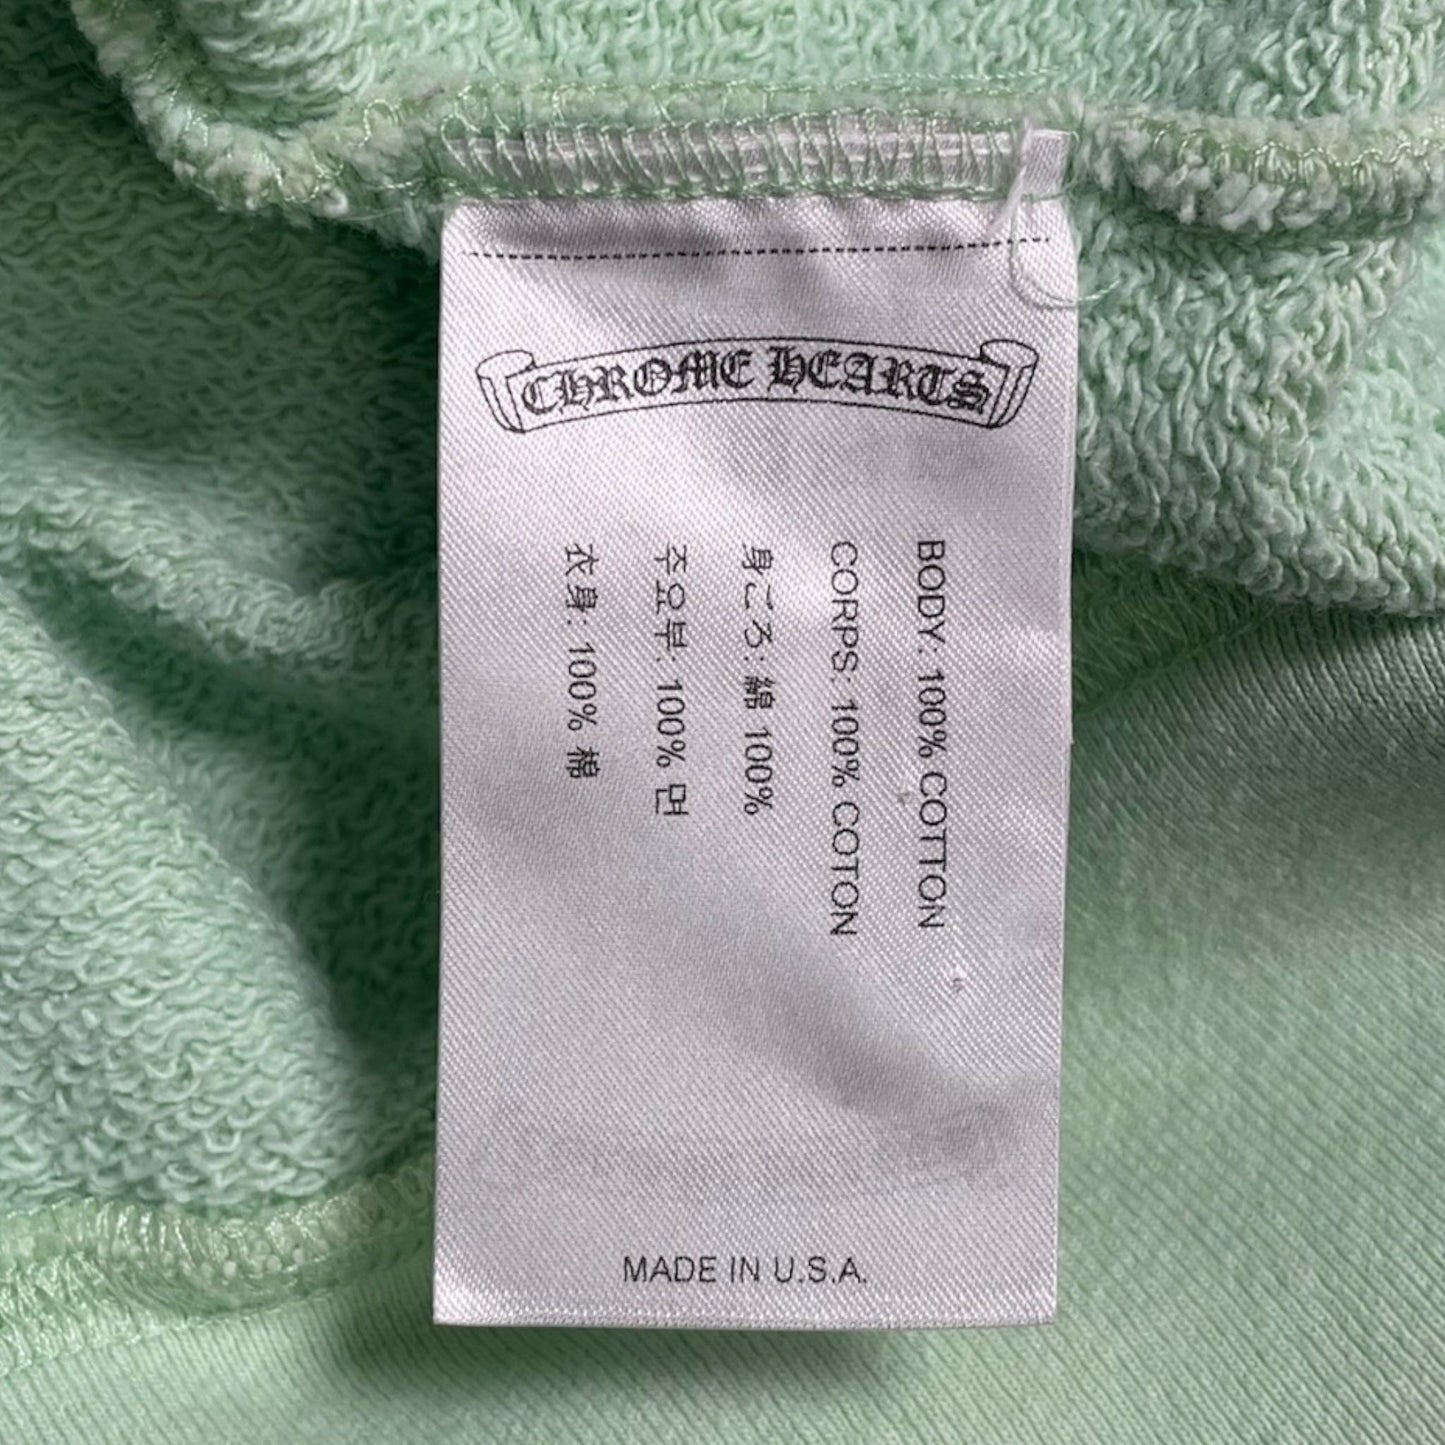 CHROME HEARTS
BODY: 100% COTTON
CORPS: 100% COTON
身ごろ: 綿 100%
주요부: 100% 면
衣身: 100% 棉
MADE IN U.S.A.